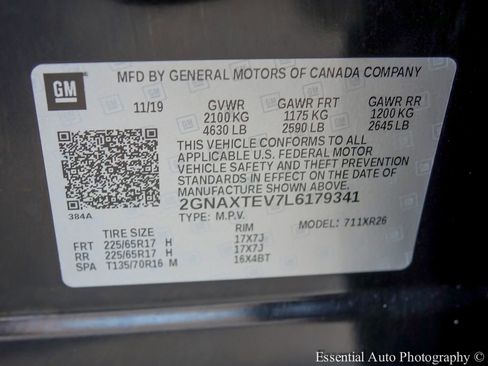 GM
MFD BY GENERAL MOTORS OF CANADA COMPANY
11/19 GVWR GAWR FRT GAWR RR
2100 KG 1175 KG 1200 KG
4630 LB 2590 LB 2645 LB
THIS VEHICLE CONFORMS TO ALL
APPLICABLE U.S. FEDERAL MOTOR
VEHICLE SAFETY AND THEFT PREVENTION
STANDARDS IN EFFECT ON THE DATE OF
MANUFACTURE SHOWN ABOVE.
2GNAXTEV7L6179341
384A
TYPE: M.P.V. MODEL: 711XR26
TIRE SIZE RIM
FRT 225/65R17 H 17X7J
RR 225/65R17 H 17X7J
SPA T135/70R16 M 16X4BT
Essential Auto Photography ©